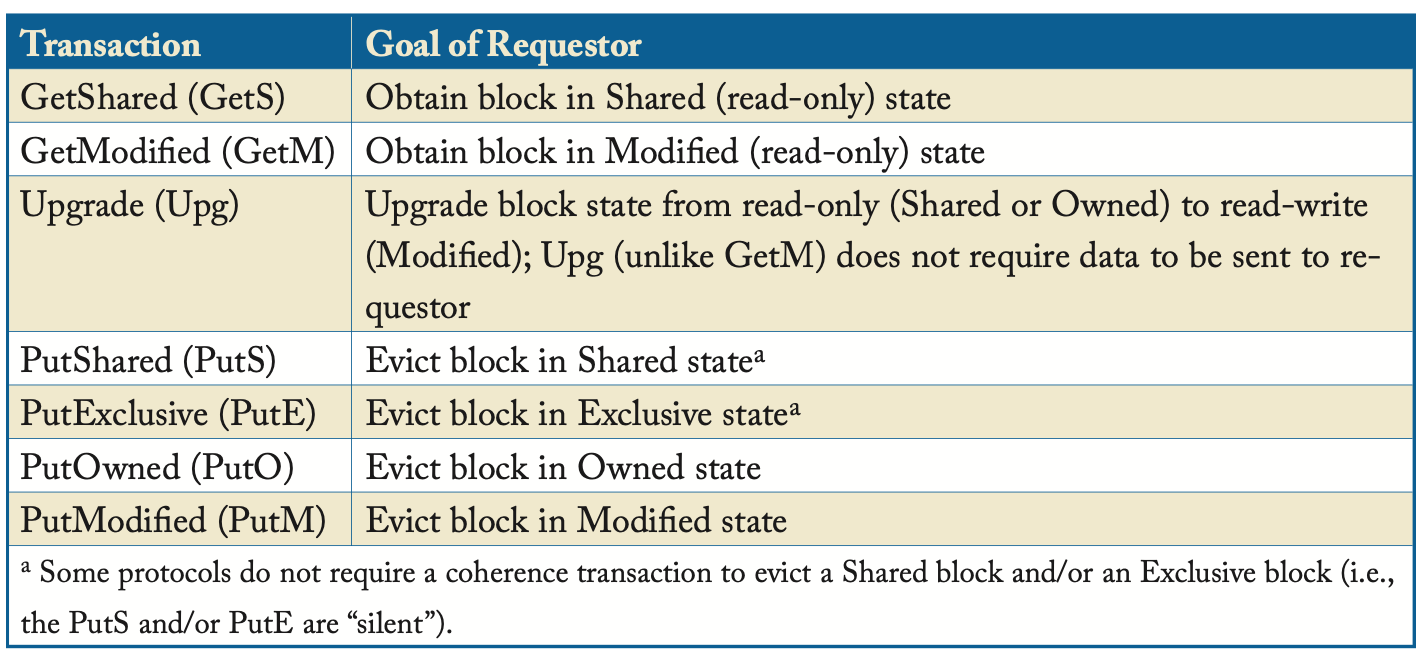 Transaction Goal of Requestor
GetShared (GetS) Obtain block in Shared (read-only) state
GetModified (GetM) Obtain block in Modified (read-only) state
Upgrade (Upg) Upgrade block state from read-only (Shared or Owned) to read-write
(Modified); Upg (unlike GetM) does not require data to be sent to re-
questor
PutShared (PutS) Evict block in Shared stateᵃ
PutExclusive (PutE) Evict block in Exclusive stateᵃ
PutOwned (PutO) Evict block in Owned state
PutModified (PutM) Evict block in Modified state
ᵃ Some protocols do not require a coherence transaction to evict a Shared block and/or an Exclusive block (i.e.,
the PutS and/or PutE are “silent”).